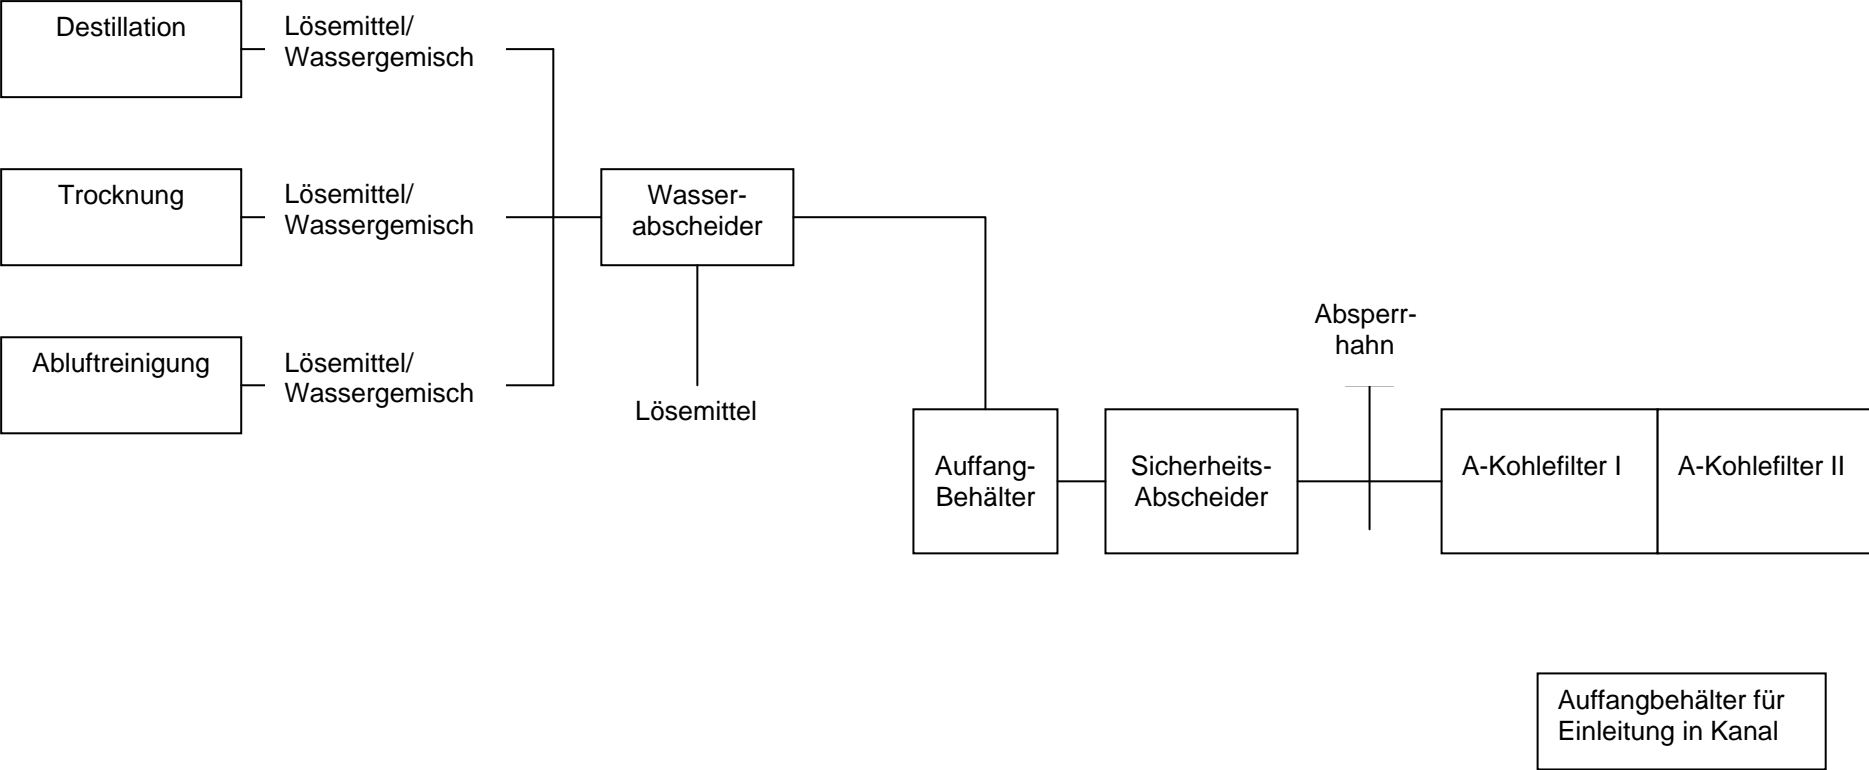 Destillation
Lösemittel/
Wassergemisch
Trocknung
Lösemittel/
Wassergemisch
Wasser-
abscheider
Abluftreinigung
Lösemittel/
Wassergemisch
Lösemittel
Absperr-
hahn
Auffang-
Behälter
Sicherheits-
Abscheider
A-Kohlefilter I
A-Kohlefilter II
Auffangbehälter für
Einleitung in Kanal